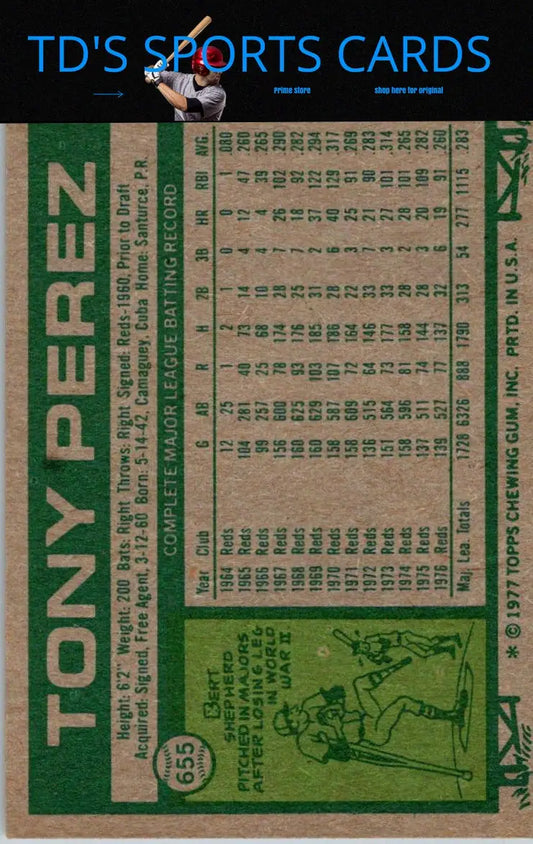 TD'S SPORTS CARDS
Prime store
shop here for original
TONY PEREZ
Height: 6'2" Weight: 200 Bats: Right Throws: Right Signed: Reds-1960, Prior to Draft
Acquired: Signed, Free Agent, 3-12-60 Born: 5-14-42, Camaguey, Cuba Home: Santurce, P.R.
655
COMPLETE MAJOR LEAGUE BATTING RECORD
Year Club G AB R H 2B 3B HR RBI AVG.
1964 Reds 12 25 1 2 1 0 0 1 .080
1965 Reds 104 281 40 73 14 4 12 47 .260
1966 Reds 99 257 25 68 10 4 4 39 .265
1967 Reds 156 600 78 174 28 7 26 102 .290
1968 Reds 160 625 93 176 25 7 18 92 .282
1969 Reds 160 629 103 185 31 2 37 122 .294
1970 Reds 158 587 107 186 28 6 40 129 .317
1971 Reds 158 609 72 164 22 3 25 91 .269
1972 Reds 136 515 64 146 33 7 21 90 .283
1973 Reds 151 564 73 177 33 3 27 101 .314
1974 Reds 158 596 81 158 28 2 28 101 .265
1975 Reds 137 511 74 144 28 3 20 109 .282
1976 Reds 139 527 77 137 32 6 19 91 .260
Maj. Lea. Totals 1728 6326 888 1790 313 54 277 1115 .283
BERT
SHEPHERD
PITCHED IN MAJORS
AFTER LOSING LEG
IN WORLD
WAR II
* © 1977 TOPPS CHEWING GUM, INC. PRTD. IN U.S.A.